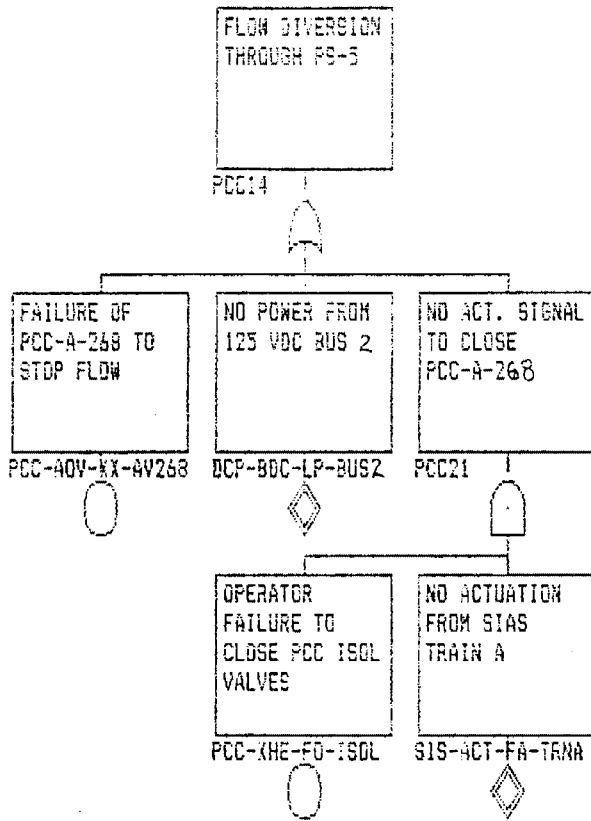 FLOW DIVERSION
THROUGH PS-5
PCC14
FAILURE OF
PCC-A-268 TO
STOP FLOW
PCC-AOV-KX-AV268
NO POWER FROM
125 VDC BUS 2
DCP-BDC-LP-BUS2
NO ACT. SIGNAL
TO CLOSE
PCC-A-268
PCC21
OPERATOR
FAILURE TO
CLOSE PCC ISOL
VALVES
PCC-XHE-FO-ISOL
NO ACTUATION
FROM SIAS
TRAIN A
SIS-ACT-FA-TRNA